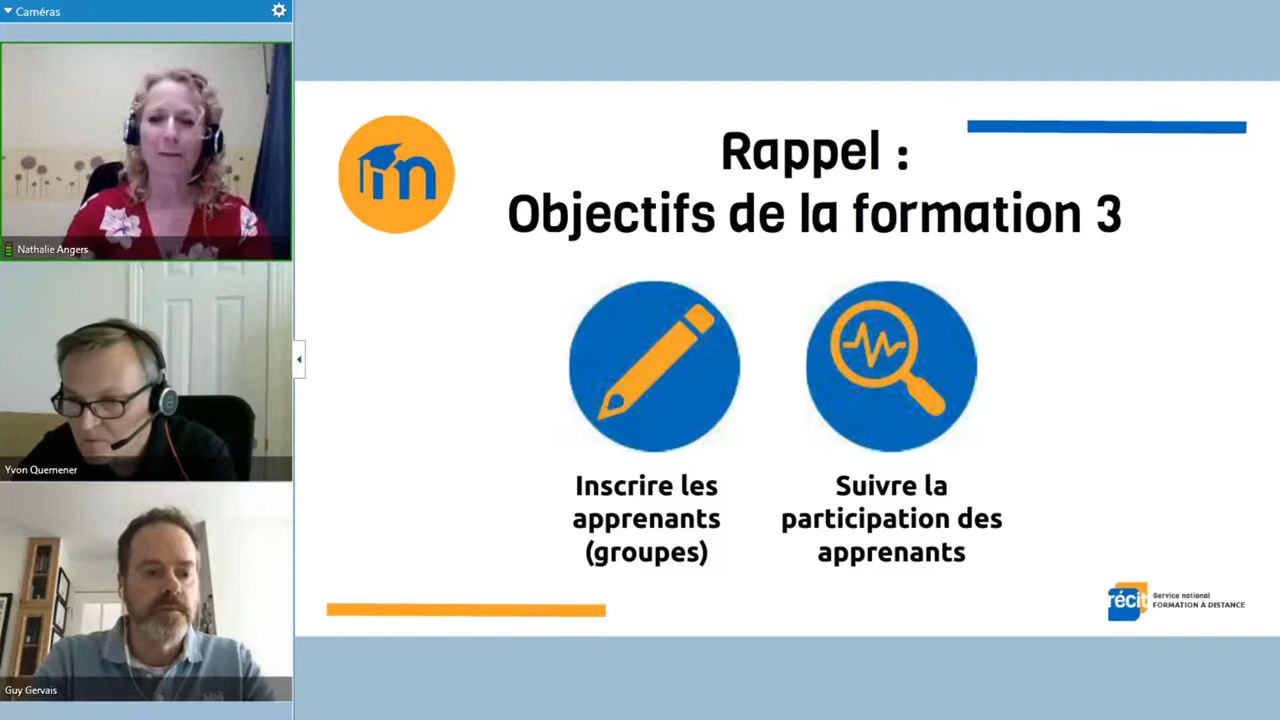 Caméras
Nathalie Angers
Yvon Quemener
Guy Gervais
m
Rappel :
Objectifs de la formation 3
Inscrire les
apprenants
(groupes)
Suivre la
participation des
apprenants
récit
Service national
FORMATION À DISTANCE